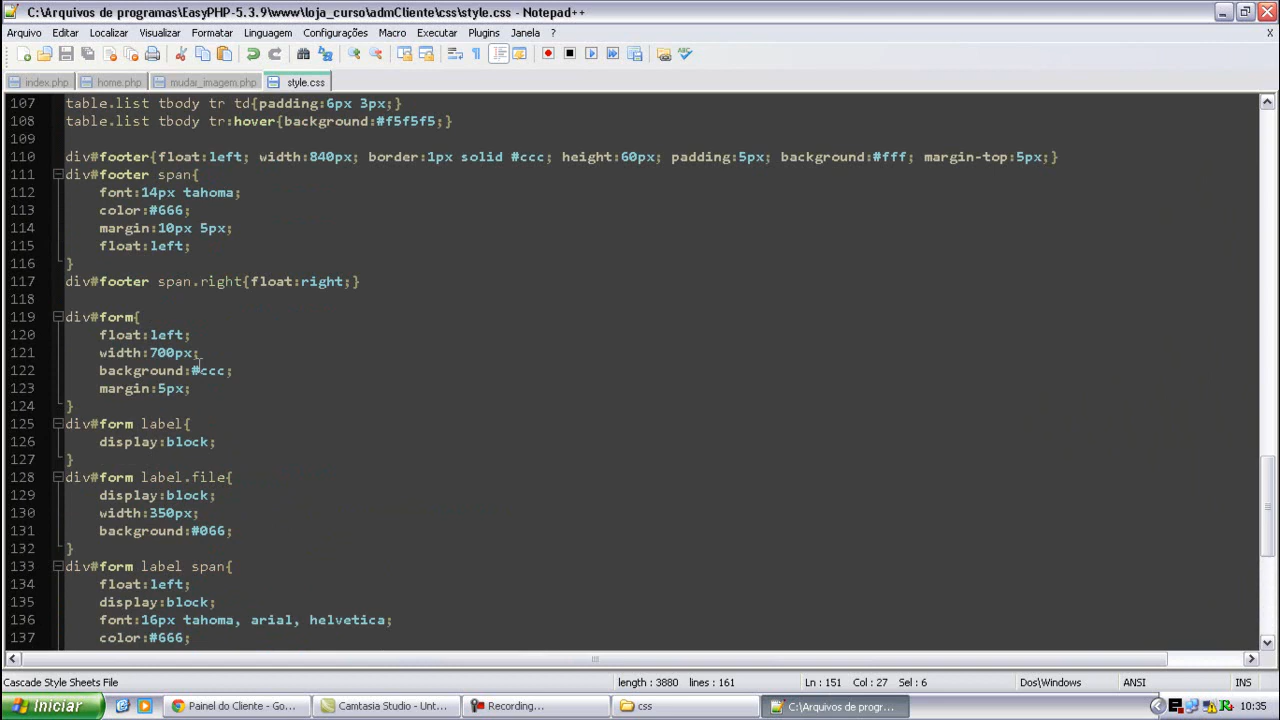 C:\Arquivos de programas\EasyPHP-5.3.9\www\loja_curso\admCliente\css\style.css - Notepad++
Arquivo Editar Localizar Visualizar Formatar Linguagem Configurações Macro Executar Plugins Janela ? X
index.php home.php mudar_imagem.php style.css
107 table.list tbody tr td{padding:6px 3px;}
108 table.list tbody tr:hover{background:#f5f5f5;}
109
110 div#footer{float:left; width:840px; border:1px solid #ccc; height:60px; padding:5px; background:#fff; margin-top:5px;}
111 div#footer span{
112 font:14px tahoma;
113 color:#666;
114 margin:10px 5px;
115 float:left;
116 }
117 div#footer span.right{float:right;}
118
119 div#form{
120 float:left;
121 width:700px;
122 background:#ccc;
123 margin:5px;
124 }
125 div#form label{
126 display:block;
127 }
128 div#form label.file{
129 display:block;
130 width:350px;
131 background:#066;
132 }
133 div#form label span{
134 float:left;
135 display:block;
136 font:16px tahoma, arial, helvetica;
137 color:#666;
Cascade Style Sheets File length : 3880 lines : 161 Ln : 151 Col : 27 Sel : 6 Dos\Windows ANSI INS
Iniciar Painel do Cliente - Go... Camtasia Studio - Unt... Recording... css C:\Arquivos de progr... 10:35